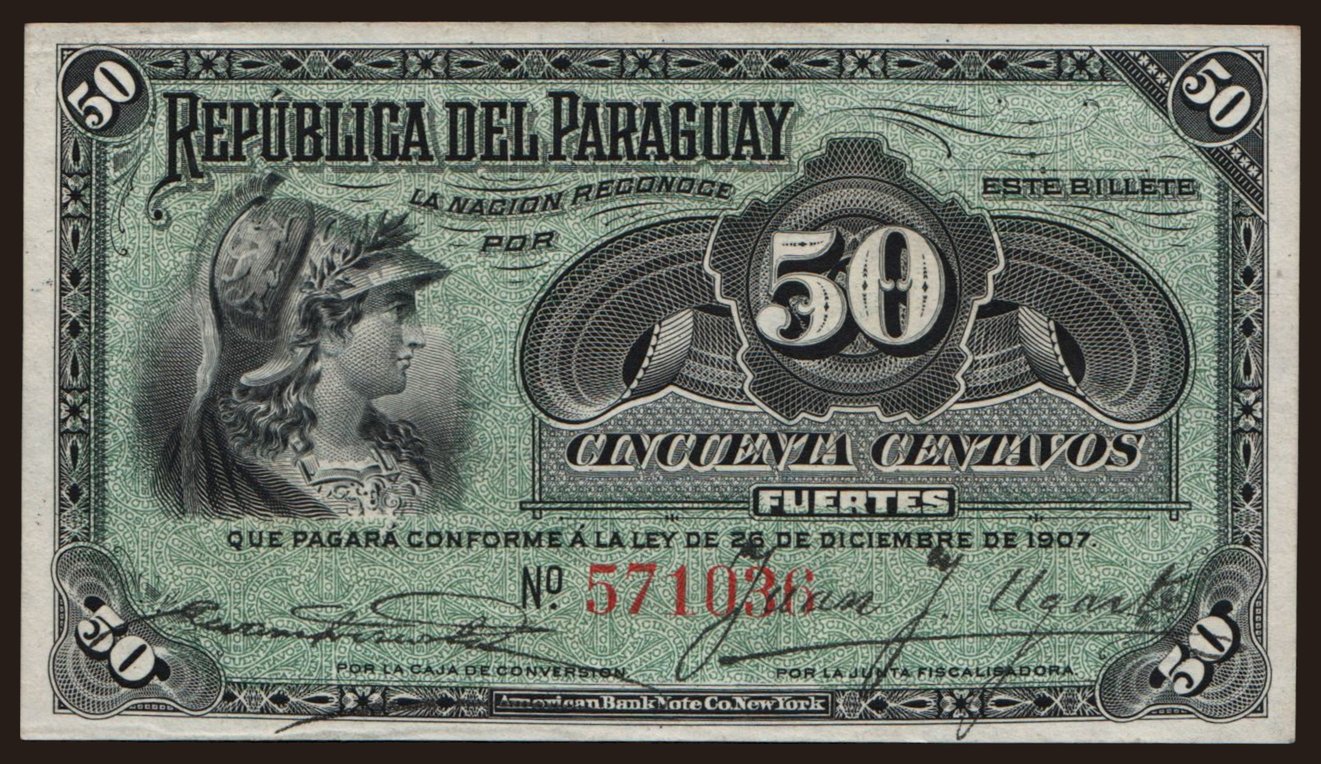 50
50
REPÚBLICA DEL PARAGUAY
LA NACION RECONOCE
ESTE BILLETE
POR
50
CINCUENTA CENTAVOS
FUERTES
QUE PAGARÁ CONFORME Á LA LEY DE 26 DE DICIEMBRE DE 1907.
Nº 571036
Juan J. Ugarte
50
50
POR LA CAJA DE CONVERSION
POR LA JUNTA FISCALISADORA
American Bank Note Co. New York